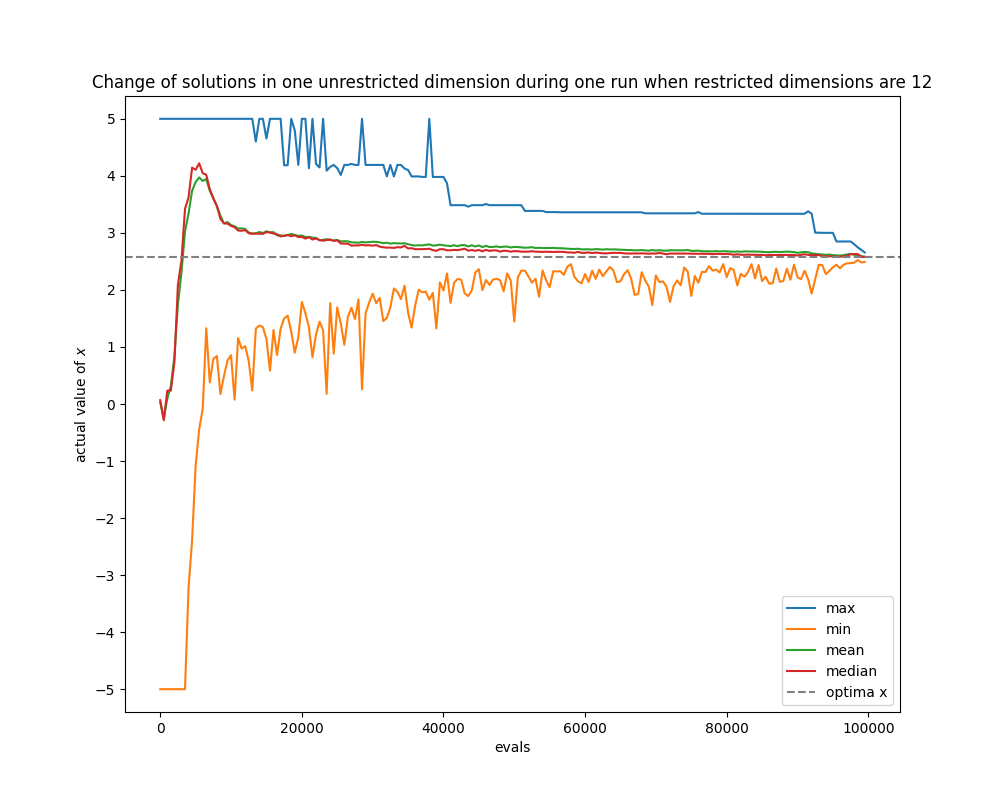 Change of solutions in one unrestricted dimension during one run when restricted dimensions are 12
5
4
3
2
1
0
−1
−2
−3
−4
−5
actual value of x
0 20000 40000 60000 80000 100000
evals
max
min
mean
median
optima x